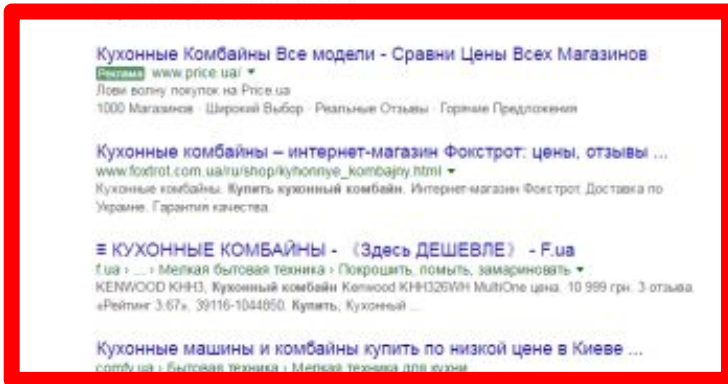 Кухонные Комбайны Все модели - Сравни Цены Всех Магазинов
Реклама www.price.ua/
Лови волну покупок на Price.ua
1000 Магазинов · Широкий Выбор · Реальные Отзывы · Горячие Предложения
Кухонные комбайны – интернет-магазин Фокстрот: цены, отзывы ...
www.foxtrot.com.ua/ru/shop/kyhonnye_kombajny.html
Кухонные комбайны. Купить кухонный комбайн. Интернет-магазин Фокстрот. Доставка по
Украине. Гарантия качества.
≡ КУХОННЫЕ КОМБАЙНЫ - 《Здесь ДЕШЕВЛЕ》 - F.ua
f.ua › ... › Мелкая бытовая техника › Покрошить, помыть, замариновать
KENWOOD KHH3, Кухонный комбайн Kenwood KHH326WH MultiOne цена. 10 999 грн. 3 отзыва.
«Рейтинг 3.67». 39116-1044850. Купить; Кухонный ...
Кухонные машины и комбайны купить по низкой цене в Киеве ...
comfy.ua › Бытовая техника › Мелкая техника для кухни